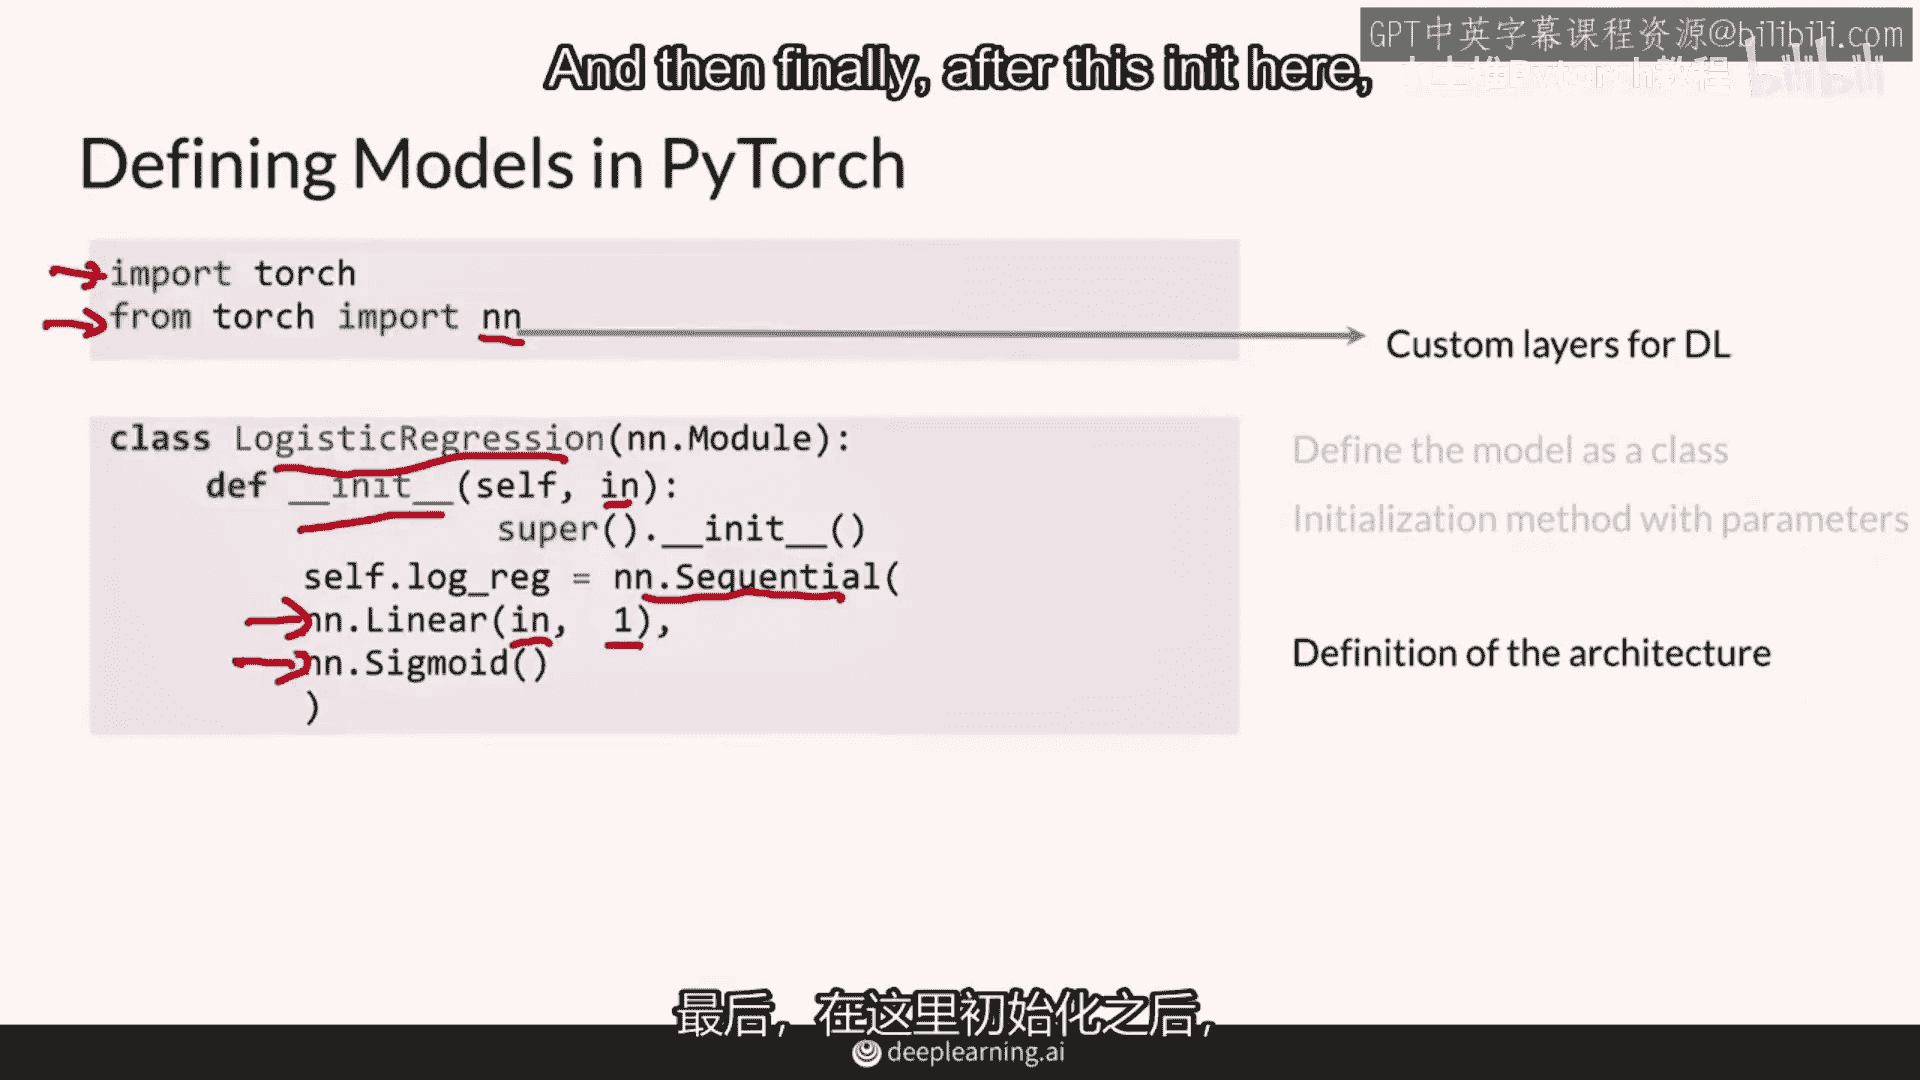 GPT中英字幕课程资源@bilibili.com
And then finally, after this init here,
bilibili
Defining Models in PyTorch
import torch
from torch import nn
Custom layers for DL
class LogisticRegression(nn.Module):
Define the model as a class
def __init__(self, in):
Initialization method with parameters
super().__init__()
self.log_reg = nn.Sequential(
nn.Linear(in, 1),
Definition of the architecture
nn.Sigmoid()
)
最后，在这里初始化之后，
deeplearning.ai